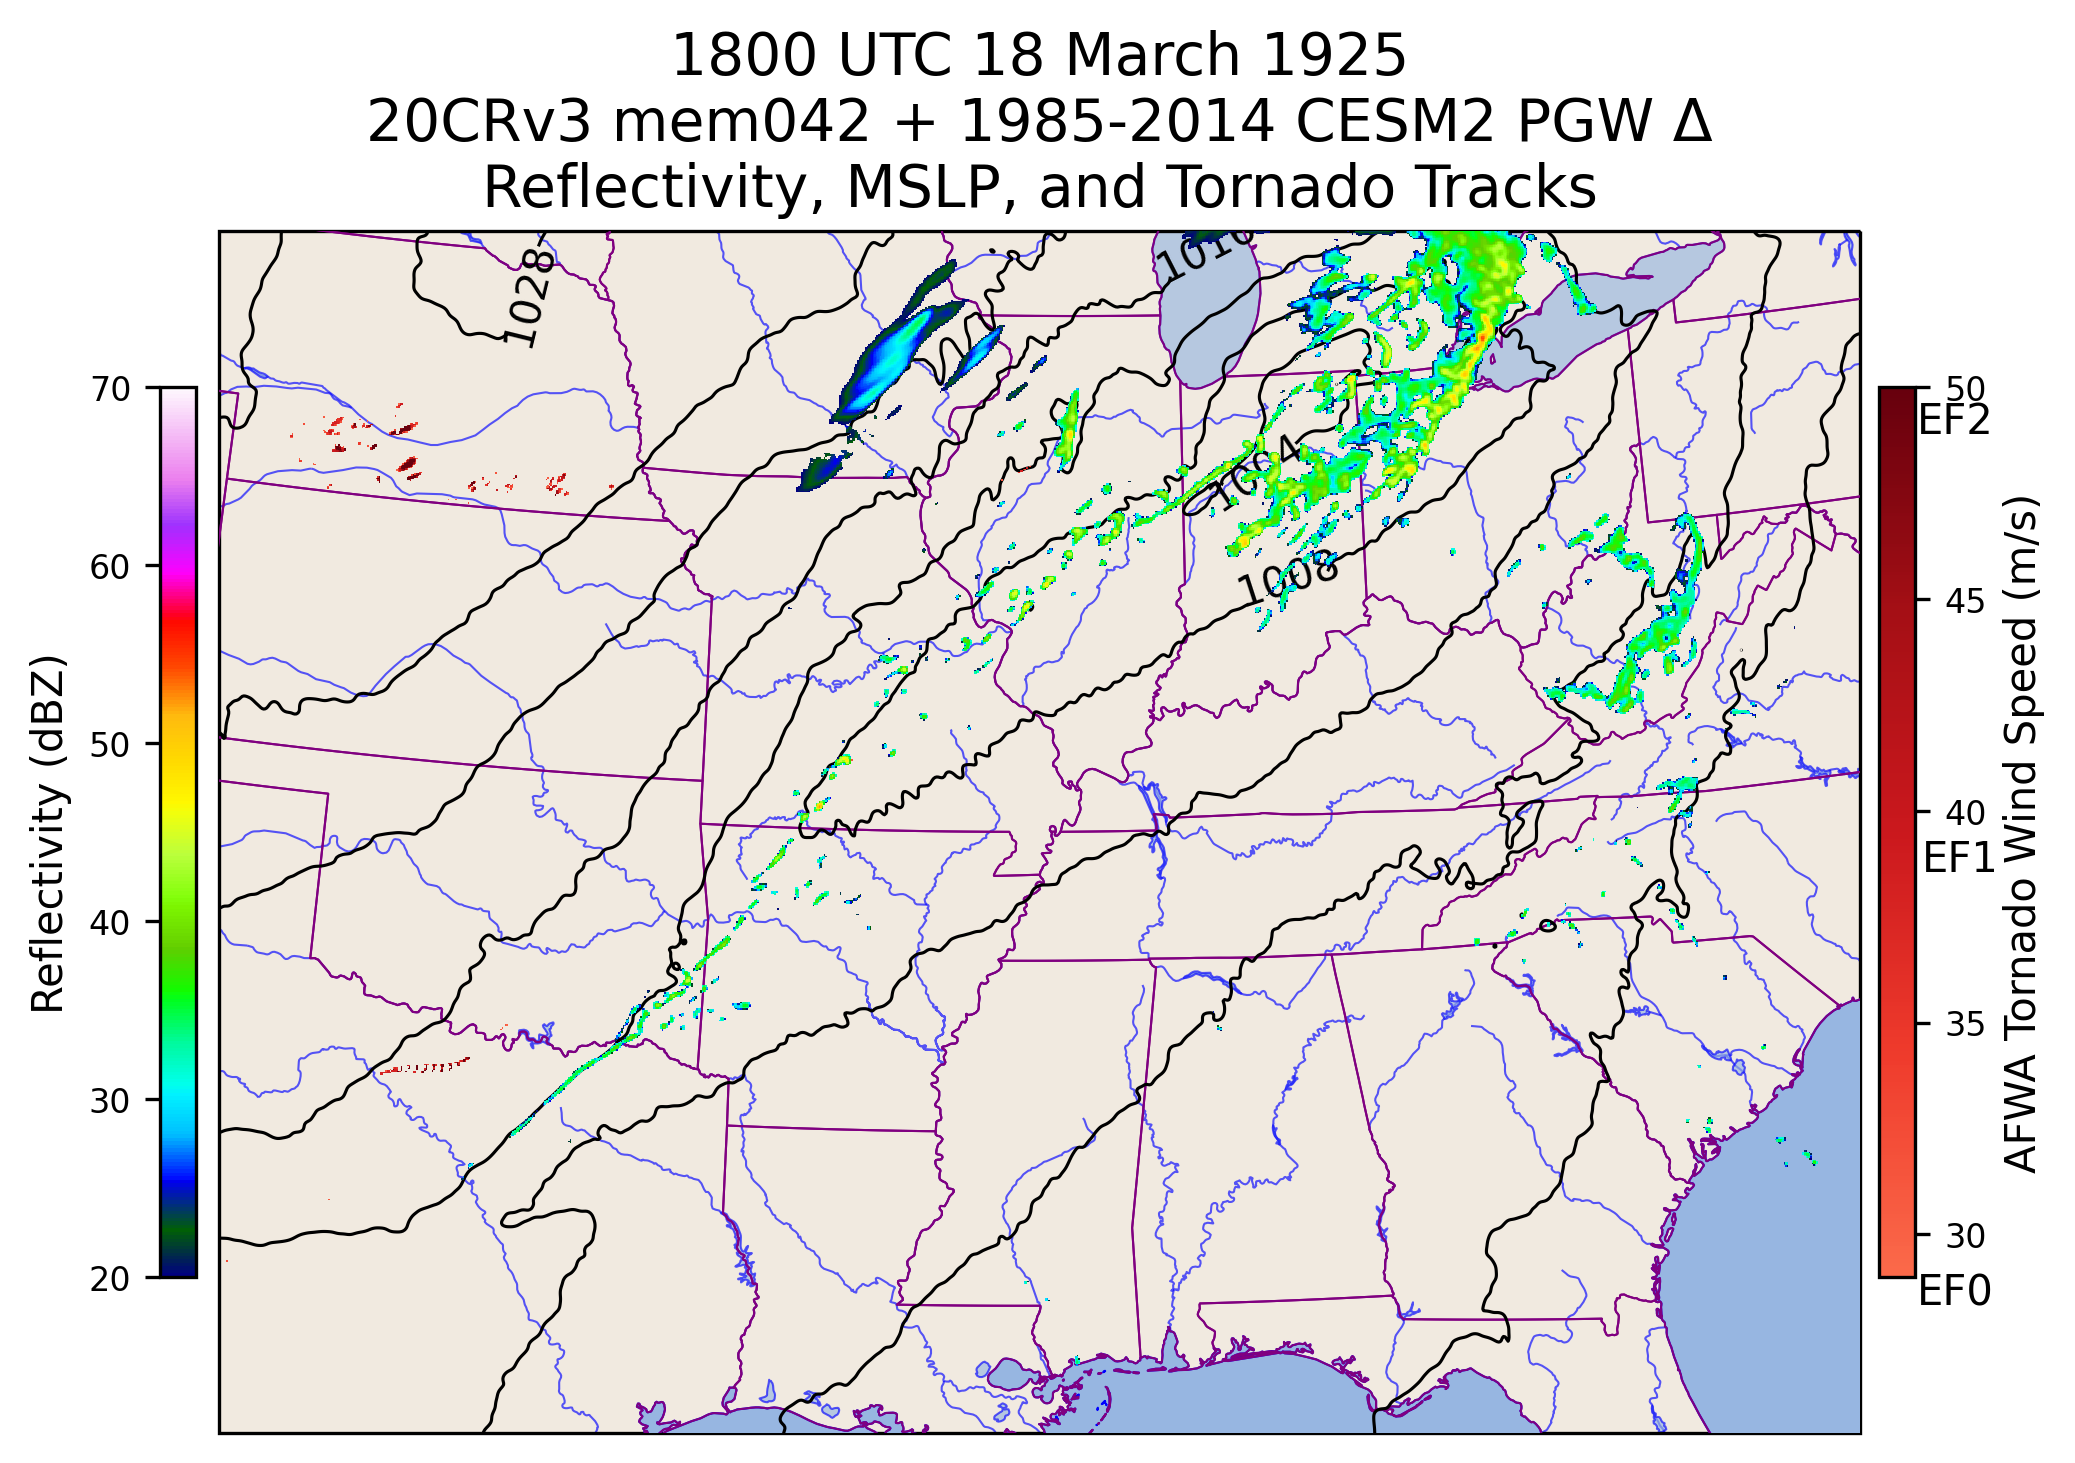 1800 UTC 18 March 1925
20CRv3 mem042 + 1985-2014 CESM2 PGW Δ
Reflectivity, MSLP, and Tornado Tracks
1028
1016
1004
1008
Reflectivity (dBZ)
70
60
50
40
30
20
50
EF2
45
40
EF1
35
30
EF0
AFWA Tornado Wind Speed (m/s)